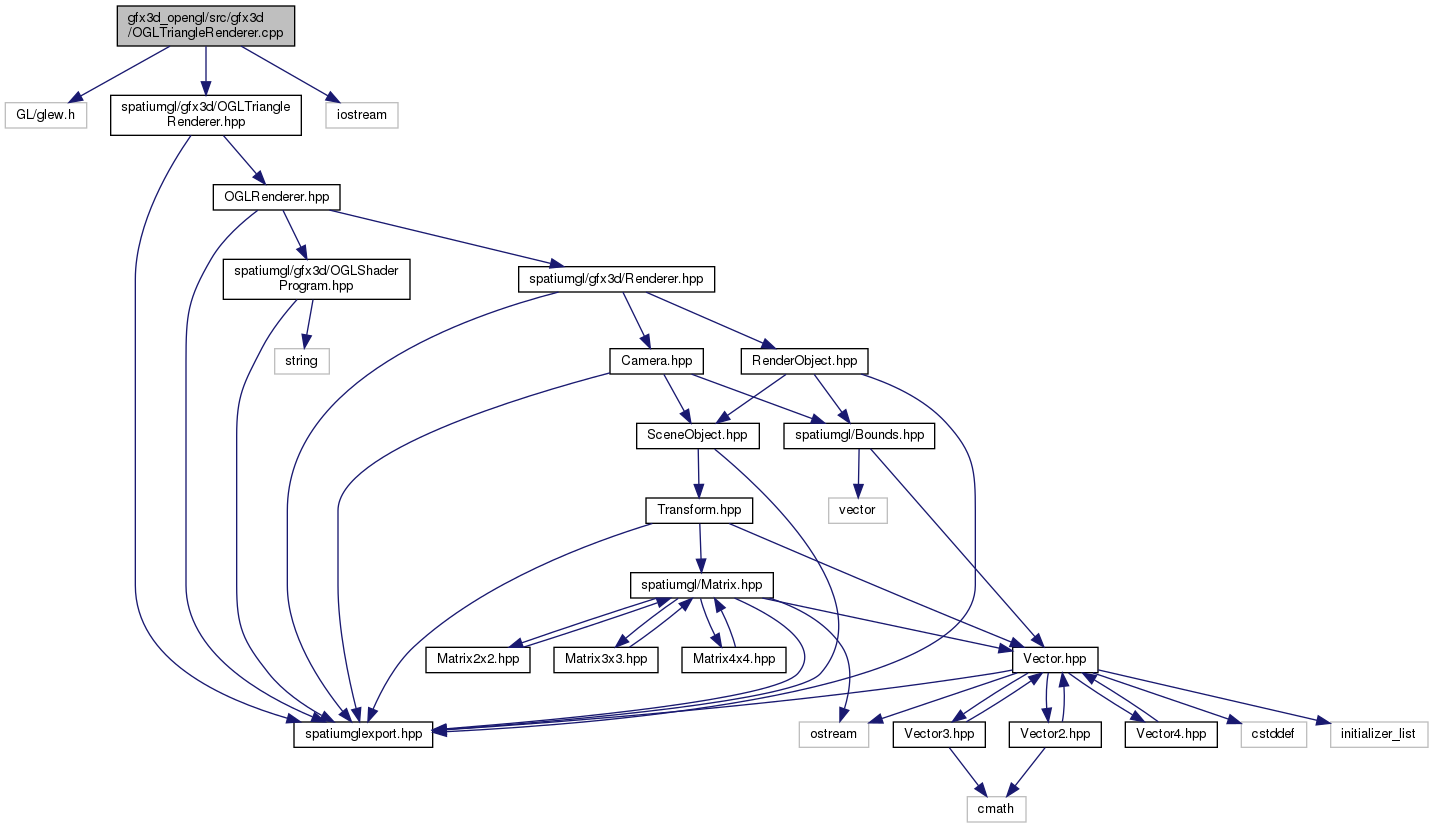 gfx3d_opengl/src/gfx3d
/OGLTriangleRenderer.cpp
GL/glew.h
spatiumgl/gfx3d/OGLTriangle
Renderer.hpp
iostream
OGLRenderer.hpp
spatiumgl/gfx3d/OGLShader
Program.hpp
spatiumgl/gfx3d/Renderer.hpp
string
Camera.hpp
RenderObject.hpp
SceneObject.hpp
spatiumgl/Bounds.hpp
Transform.hpp
vector
spatiumgl/Matrix.hpp
Matrix2x2.hpp
Matrix3x3.hpp
Matrix4x4.hpp
Vector.hpp
spatiumglexport.hpp
ostream
Vector3.hpp
Vector2.hpp
Vector4.hpp
cstddef
initializer_list
cmath